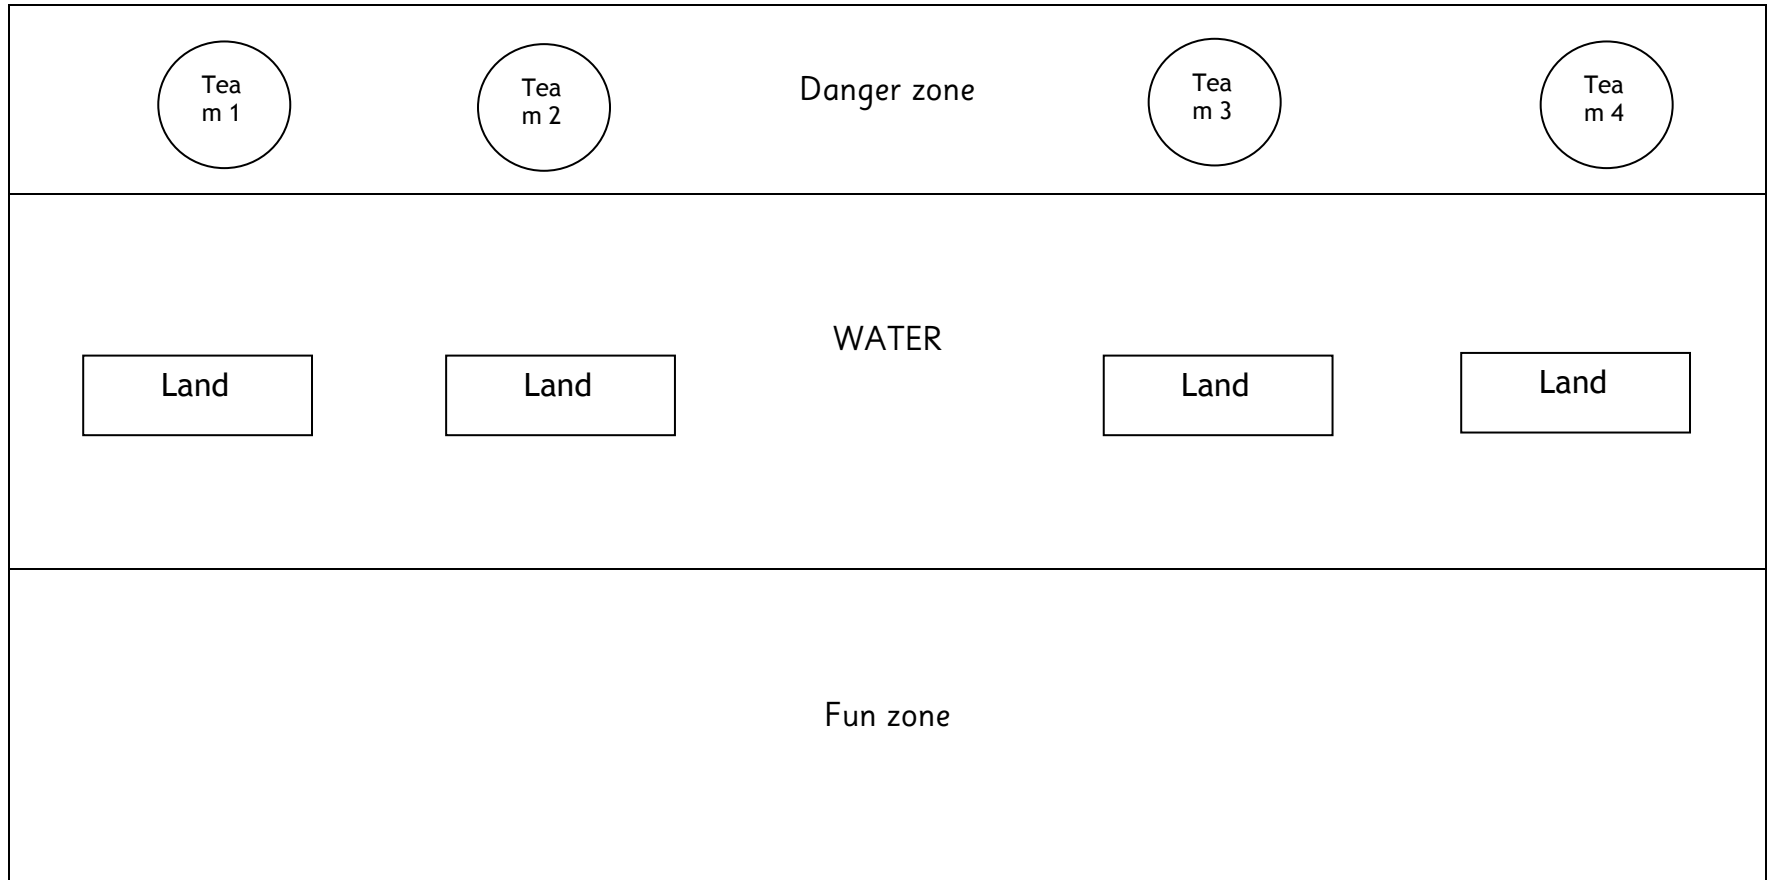 Tea
m 1
Tea
m 2
Danger zone
Tea
m 3
Tea
m 4
WATER
Land
Land
Land
Land
Fun zone